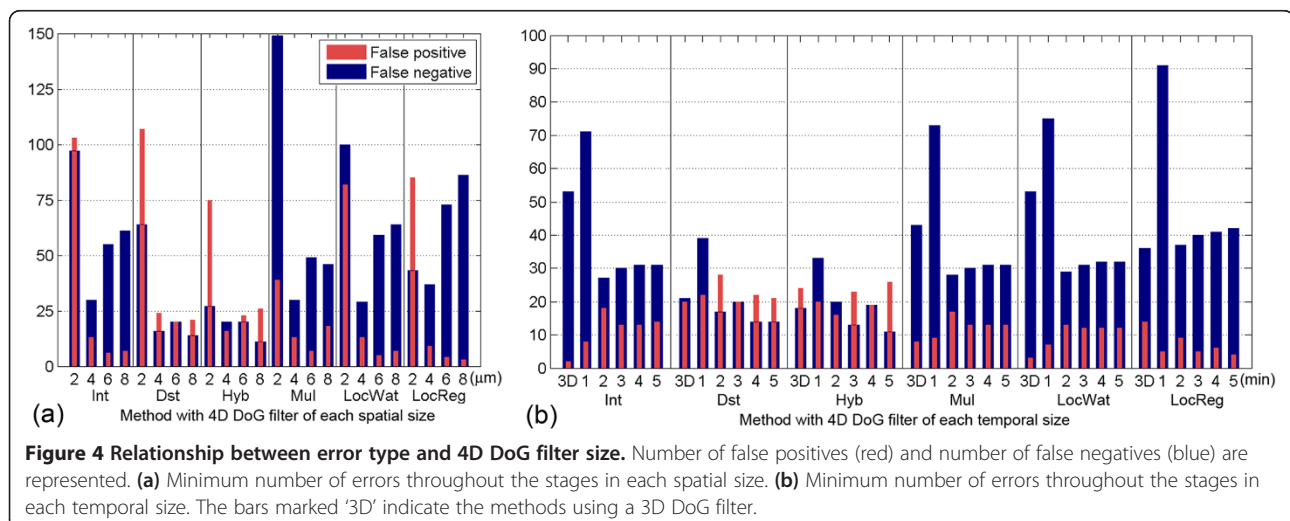 150
125
100
75
50
25
0
False positive
False negative
2 4 6 8 2 4 6 8 2 4 6 8 2 4 6 8 2 4 6 8 2 4 6 8 (μm)
Int Dst Hyb Mul LocWat LocReg
(a) Method with 4D DoG filter of each spatial size
100
90
80
70
60
50
40
30
20
10
0
3D 1 2 3 4 5 3D 1 2 3 4 5 3D 1 2 3 4 5 3D 1 2 3 4 5 3D 1 2 3 4 5 3D 1 2 3 4 5 (min)
Int Dst Hyb Mul LocWat LocReg
(b) Method with 4D DoG filter of each temporal size
Figure 4 Relationship between error type and 4D DoG filter size. Number of false positives (red) and number of false negatives (blue) are
represented. (a) Minimum number of errors throughout the stages in each spatial size. (b) Minimum number of errors throughout the stages in
each temporal size. The bars marked ‘3D’ indicate the methods using a 3D DoG filter.